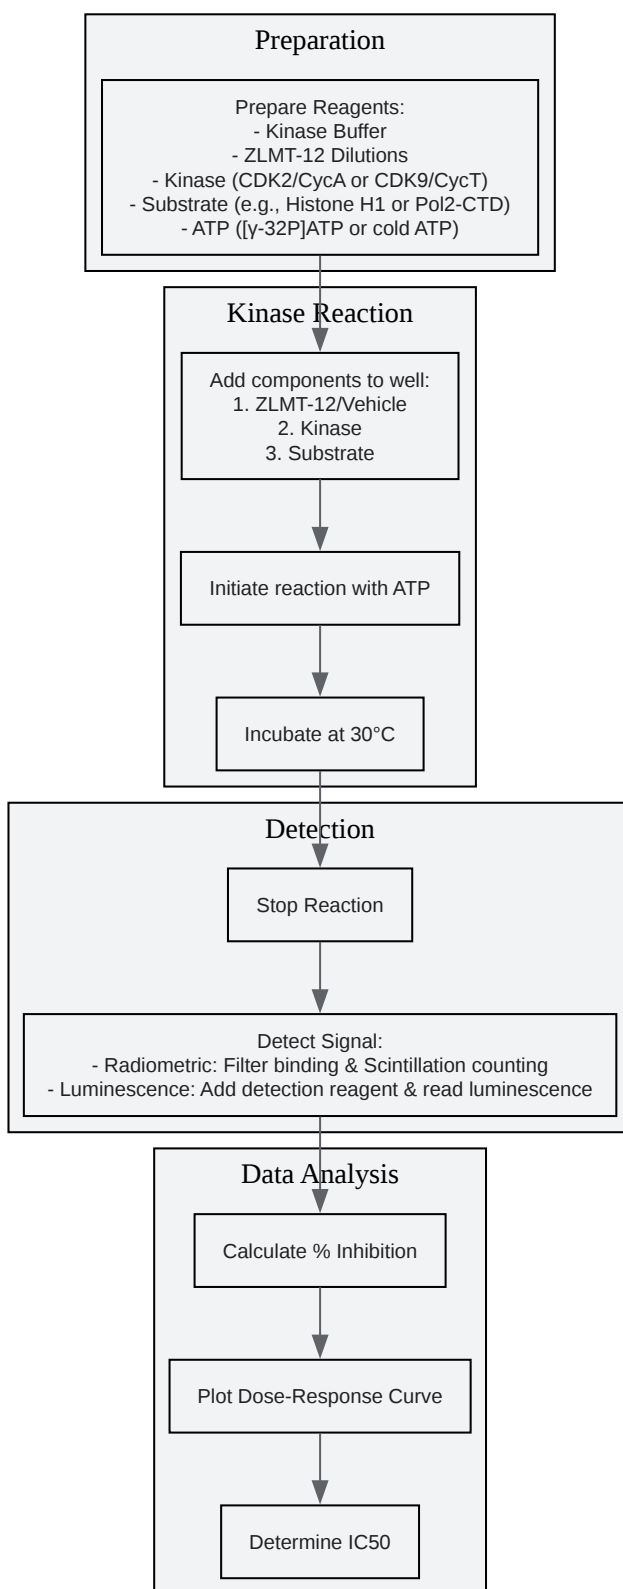 Preparation
Prepare Reagents:
- Kinase Buffer
- ZLMT-12 Dilutions
- Kinase (CDK2/CycA or CDK9/CycT)
- Substrate (e.g., Histone H1 or Pol2-CTD)
- ATP ([γ-32P]ATP or cold ATP)
Kinase Reaction
Add components to well:
1. ZLMT-12/Vehicle
2. Kinase
3. Substrate
Initiate reaction with ATP
Incubate at 30°C
Detection
Stop Reaction
Detect Signal:
- Radiometric: Filter binding & Scintillation counting
- Luminescence: Add detection reagent & read luminescence
Data Analysis
Calculate % Inhibition
Plot Dose-Response Curve
Determine IC50